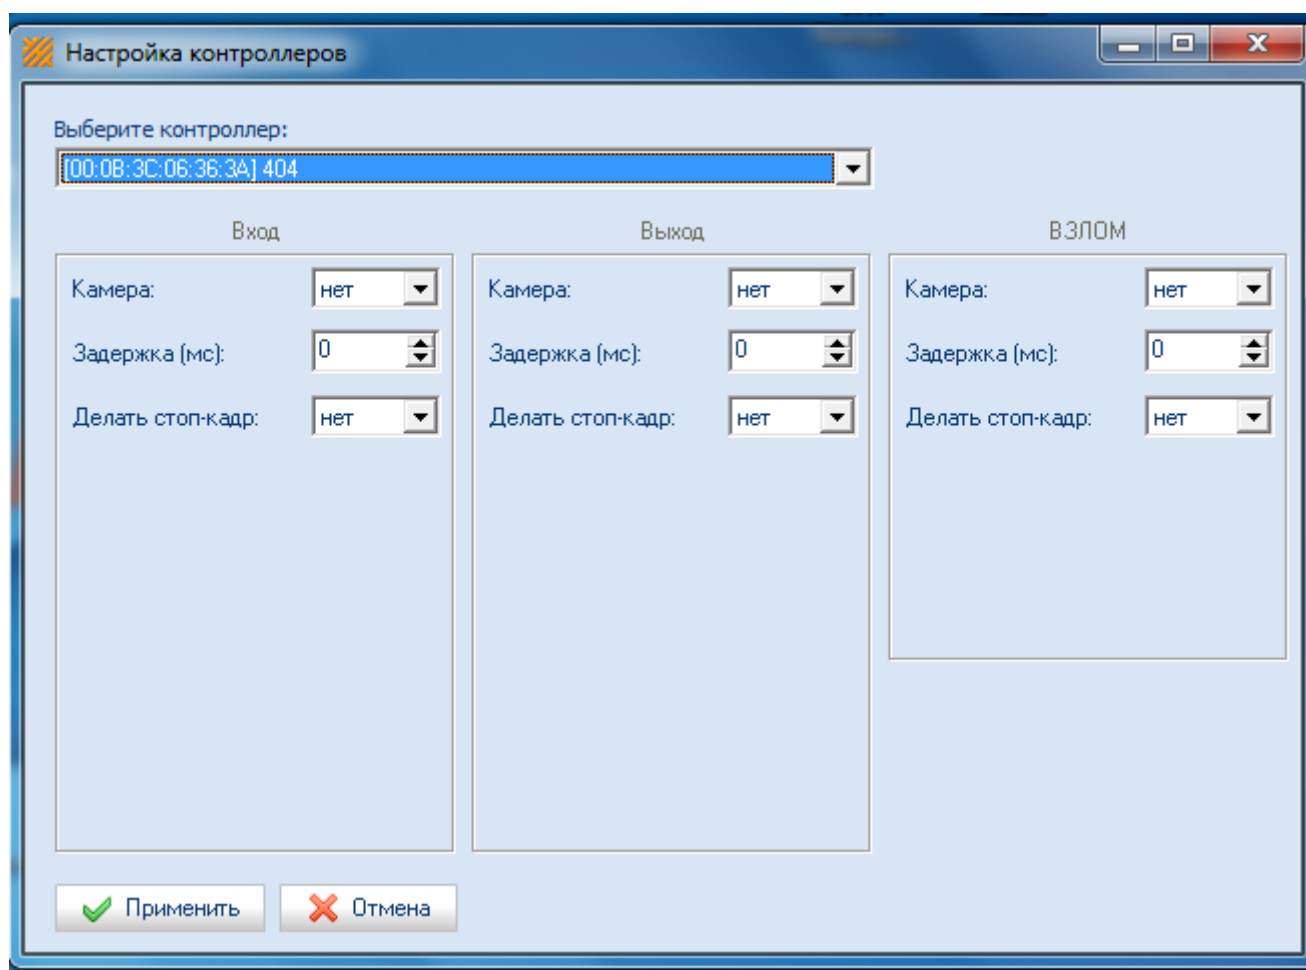 Настройка контроллеров
Выберите контроллер:
[00:0B:3C:06:36:3A] 404
Вход Выход ВЗЛОМ
Камера: нет Камера: нет Камера: нет
Задержка (мс): 0 Задержка (мс): 0 Задержка (мс): 0
Делать стоп-кадр: нет Делать стоп-кадр: нет Делать стоп-кадр: нет
Применить Отмена